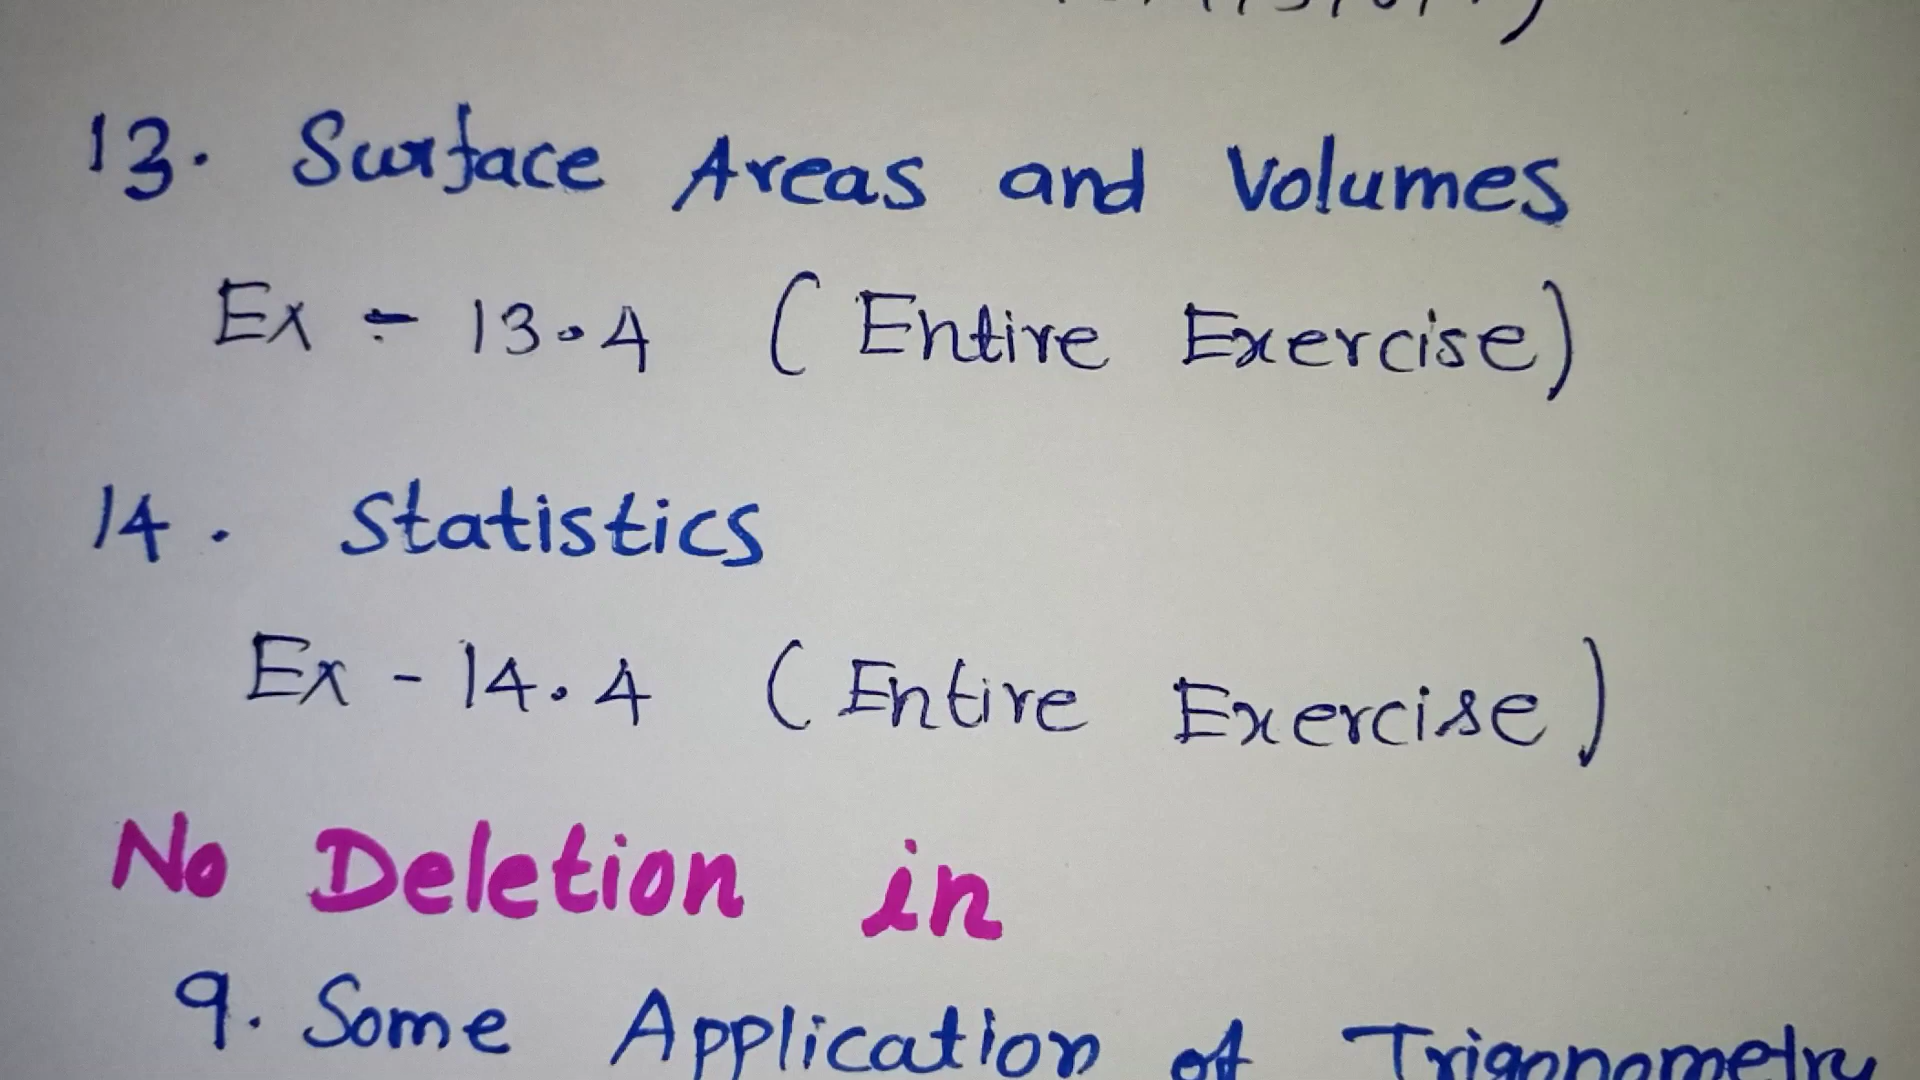 13. Surface Areas and Volumes
Ex - 13.4 (Entire Exercise)
14. Statistics
Ex - 14.4 (Entire Exercise)
No Deletion in
9. Some Application of Trigonnometry